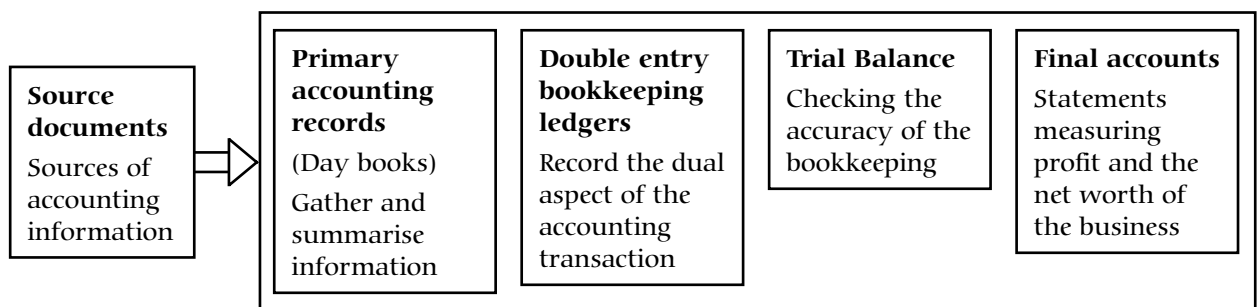 Source
documents
Sources of
accounting
information
Primary
accounting
records
(Day books)
Gather and
summarise
information
Double entry
bookkeeping
ledgers
Record the dual
aspect of the
accounting
transaction
Trial Balance
Checking the
accuracy of the
bookkeeping
Final accounts
Statements
measuring
profit and the
net worth of
the business